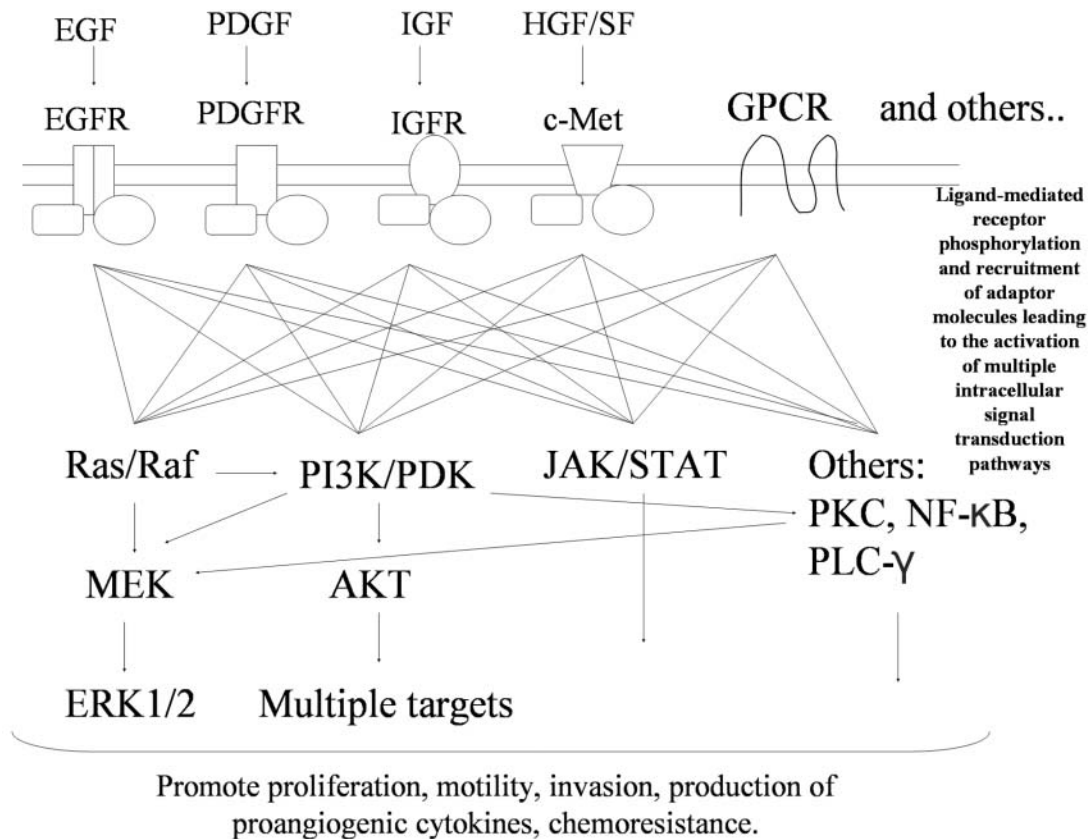 EGF
PDGF
IGF
HGF/SF
EGFR
PDGFR
IGFR
c-Met
GPCR
and others..
Ligand-mediated
receptor
phosphorylation
and recruitment
of adaptor
molecules leading
to the activation
of multiple
intracellular
signal
transduction
pathways
Ras/Raf
PI3K/PDK
JAK/STAT
Others:
PKC, NF-κB,
PLC-γ
MEK
AKT
ERK1/2
Multiple targets
Promote proliferation, motility, invasion, production of
proangiogenic cytokines, chemoresistance.